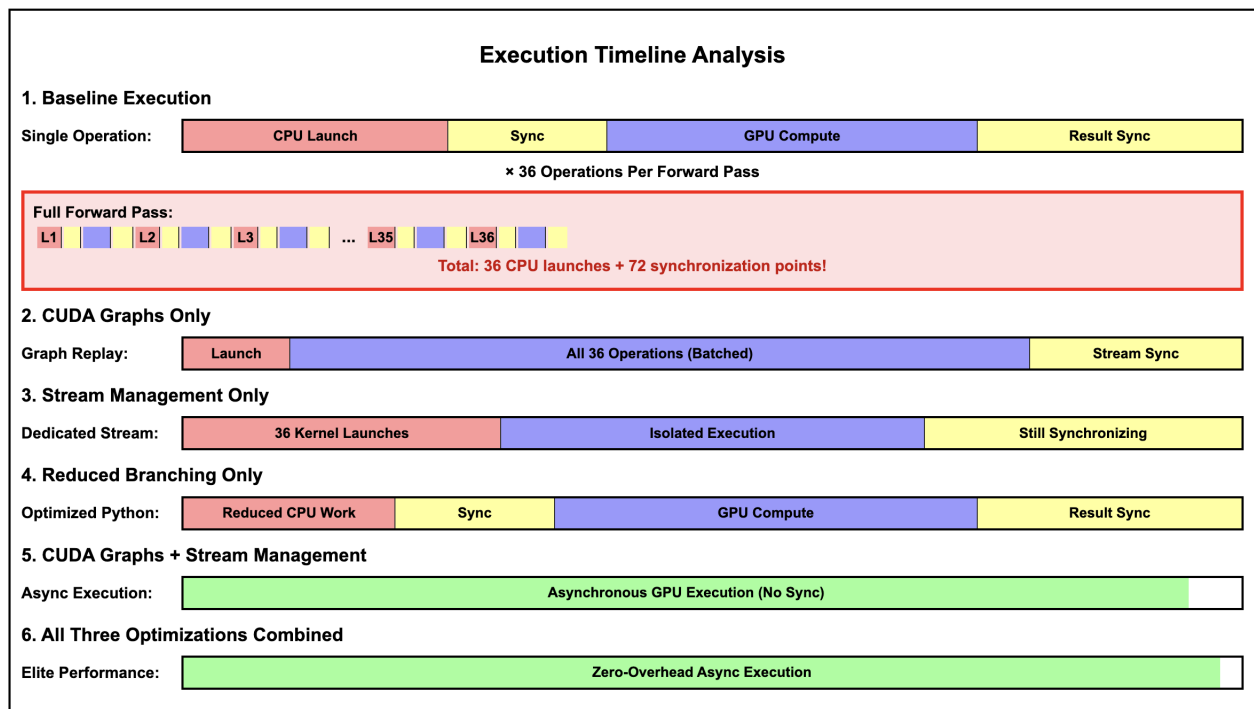 Execution Timeline Analysis
1. Baseline Execution
Single Operation: CPU Launch Sync GPU Compute Result Sync
× 36 Operations Per Forward Pass
Full Forward Pass:
L1 L2 L3 ... L35 L36
Total: 36 CPU launches + 72 synchronization points!
2. CUDA Graphs Only
Graph Replay: Launch All 36 Operations (Batched) Stream Sync
3. Stream Management Only
Dedicated Stream: 36 Kernel Launches Isolated Execution Still Synchronizing
4. Reduced Branching Only
Optimized Python: Reduced CPU Work Sync GPU Compute Result Sync
5. CUDA Graphs + Stream Management
Async Execution: Asynchronous GPU Execution (No Sync)
6. All Three Optimizations Combined
Elite Performance: Zero-Overhead Async Execution